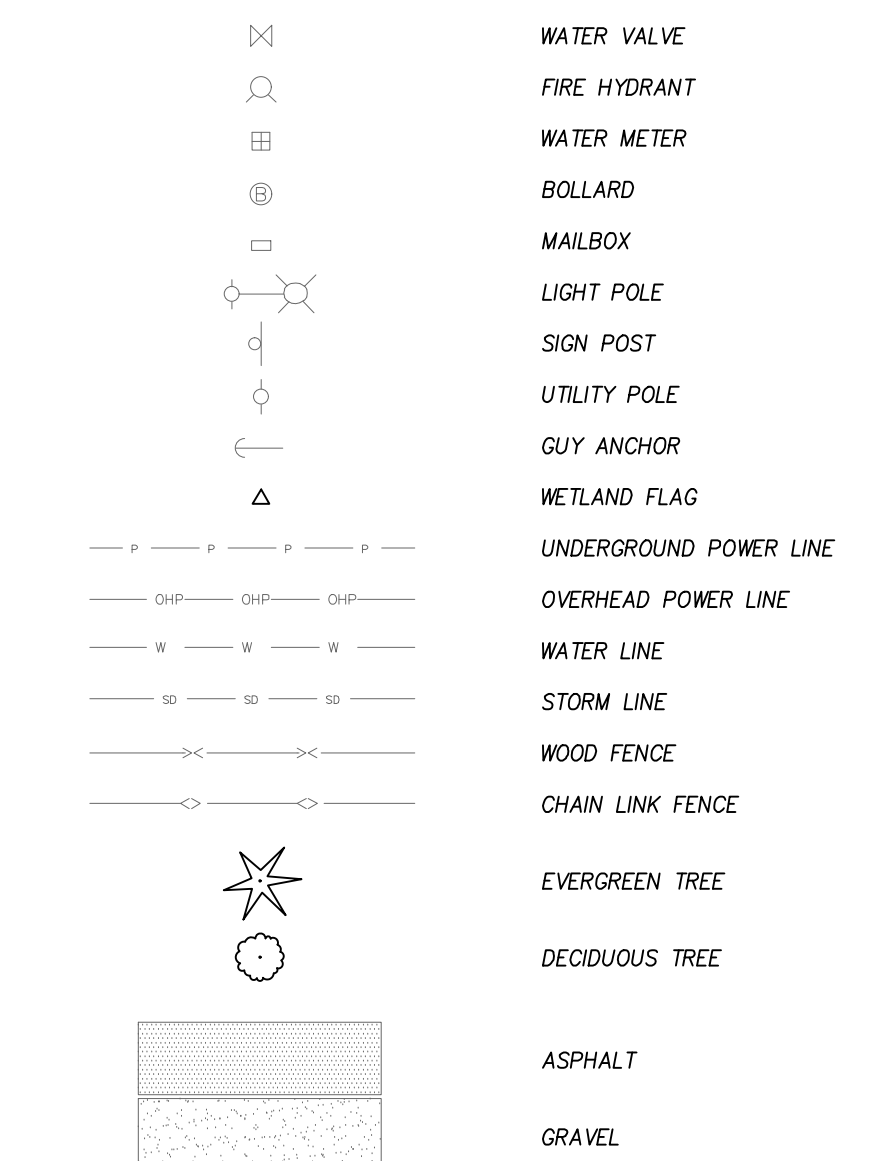 WATER VALVE
FIRE HYDRANT
WATER METER
B BOLLARD
MAILBOX
LIGHT POLE
SIGN POST
UTILITY POLE
GUY ANCHOR
WETLAND FLAG
P P P P UNDERGROUND POWER LINE
OHP OHP OHP OVERHEAD POWER LINE
W W W WATER LINE
SD SD SD STORM LINE
WOOD FENCE
CHAIN LINK FENCE
EVERGREEN TREE
DECIDUOUS TREE
ASPHALT
GRAVEL